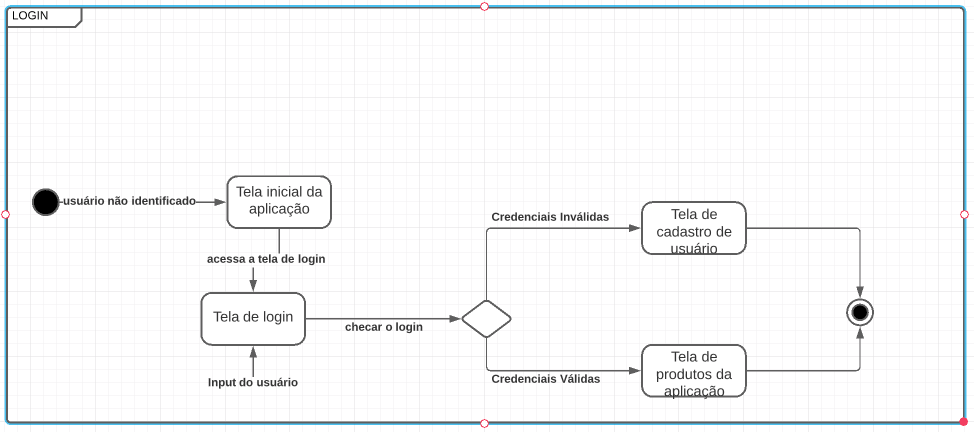 LOGIN
usuário não identificado
Tela inicial da
aplicação
acessa a tela de login
Tela de login
Input do usuário
checar o login
Credenciais Inválidas
Tela de
cadastro de
usuário
Credenciais Válidas
Tela de
produtos da
aplicação